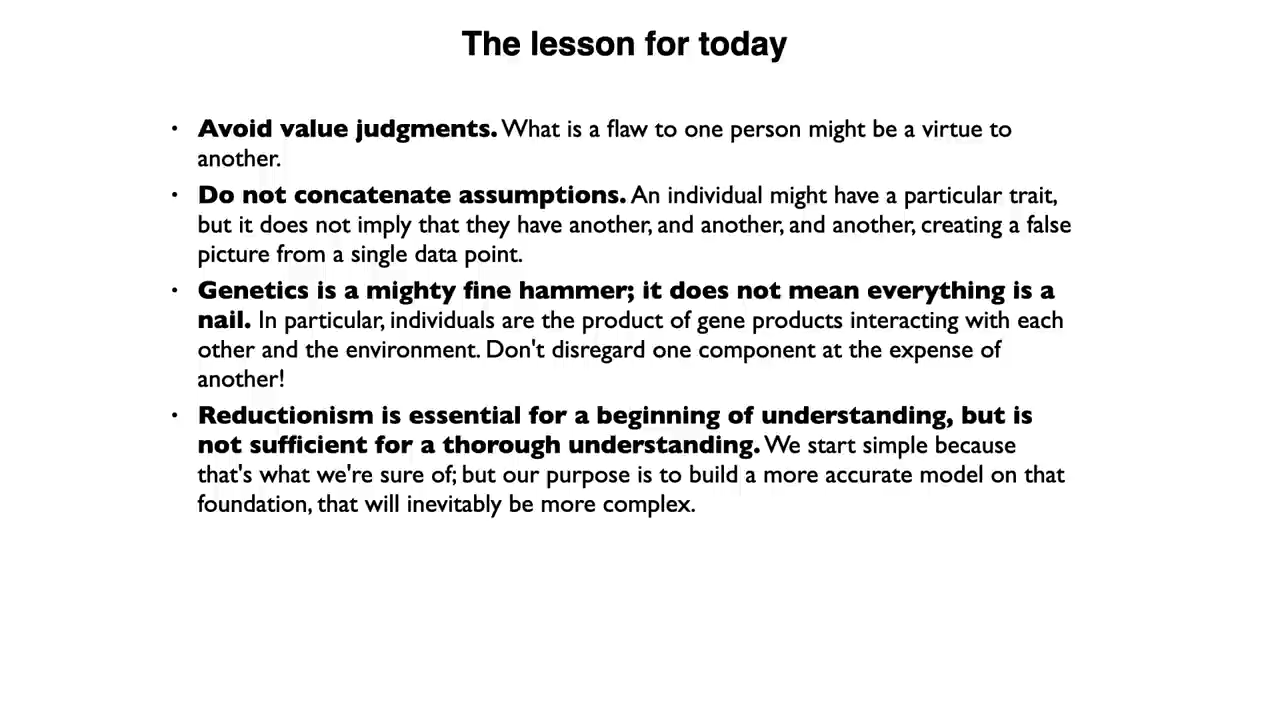 The lesson for today
• Avoid value judgments. What is a flaw to one person might be a virtue to
another.
• Do not concatenate assumptions. An individual might have a particular trait,
but it does not imply that they have another, and another, and another, creating a false
picture from a single data point.
• Genetics is a mighty fine hammer; it does not mean everything is a
nail. In particular, individuals are the product of gene products interacting with each
other and the environment. Don't disregard one component at the expense of
another!
• Reductionism is essential for a beginning of understanding, but is
not sufficient for a thorough understanding. We start simple because
that's what we're sure of; but our purpose is to build a more accurate model on that
foundation, that will inevitably be more complex.